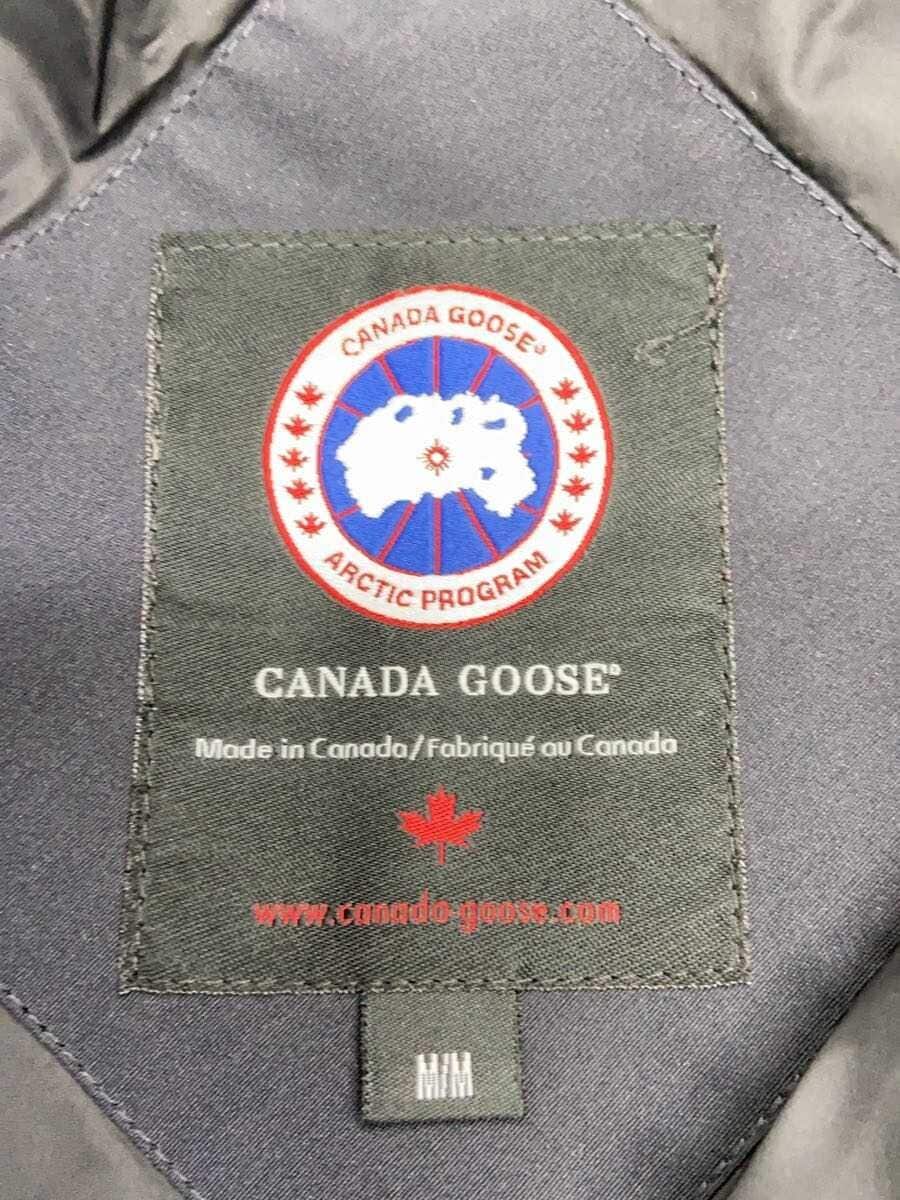 CANADA GOOSE®
ARCTIC PROGRAM
CANADA GOOSE®
Made in Canada/Fabriqué au Canada
www.canada-goose.com
M/M